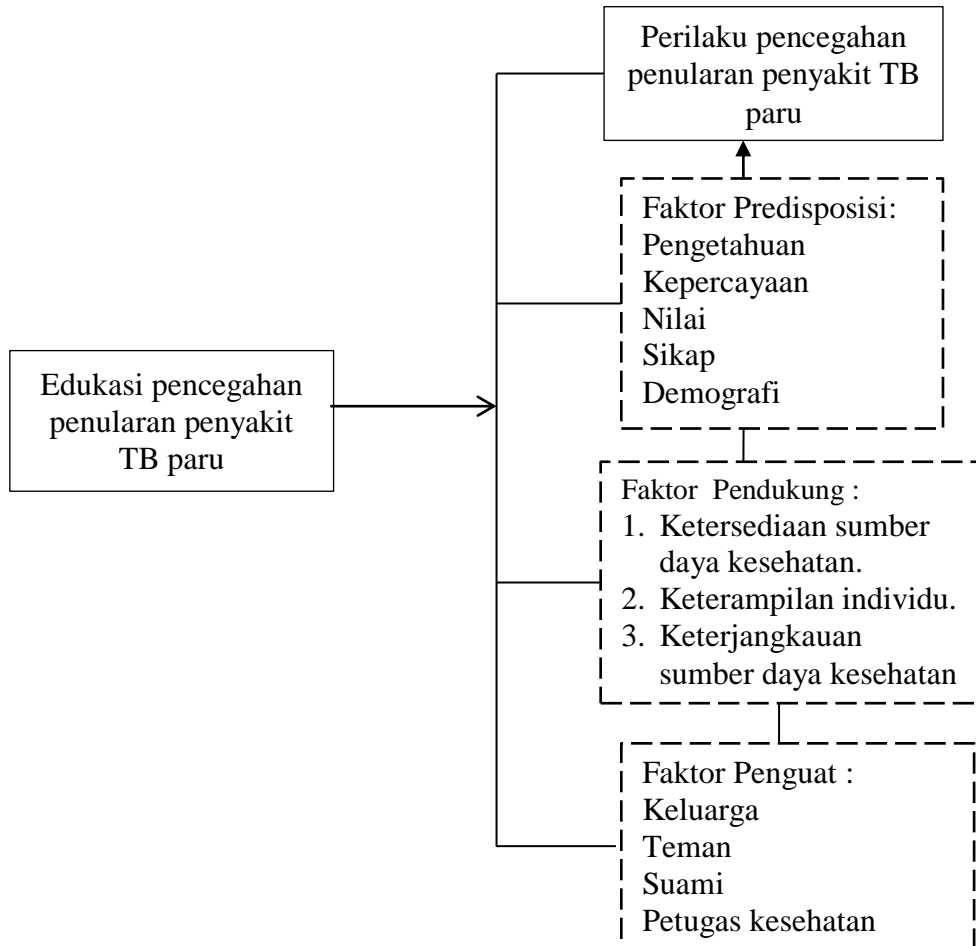 Perilaku pencegahan
penularan penyakit TB
paru
Faktor Predisposisi:
Pengetahuan
Kepercayaan
Nilai
Sikap
Demografi
Edukasi pencegahan
penularan penyakit
TB paru
Faktor Pendukung :
1. Ketersediaan sumber
daya kesehatan.
2. Keterampilan individu.
3. Keterjangkauan
sumber daya kesehatan
Faktor Penguat :
Keluarga
Teman
Suami
Petugas kesehatan